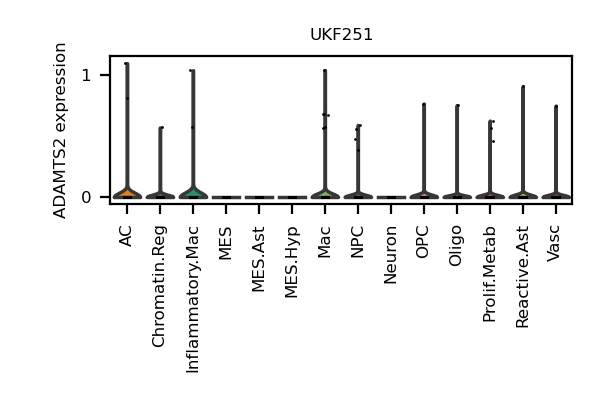 UKF251
ADAMTS2 expression
1
0
AC
Chromatin.Reg
Inflammatory.Mac
MES
MES.Ast
MES.Hyp
Mac
NPC
Neuron
OPC
Oligo
Prolif.Metab
Reactive.Ast
Vasc